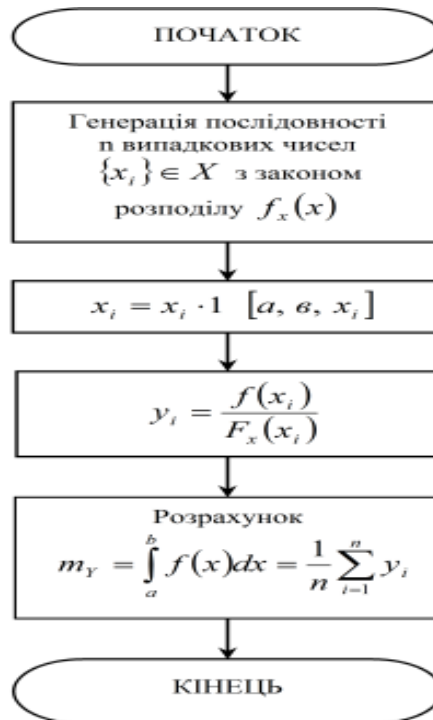 ПОЧАТОК
Генерація послідовності
n випадкових чисел
{x_i} ∈ X з законом
розподілу f_x(x)
x_i = x_i · 1 [а, в, x_i]
y_i = f(x_i) / F_x(x_i)
Розрахунок
m_Y = ∫_a^b f(x)dx = 1/n ∑_{i=1}^n y_i
КІНЕЦЬ